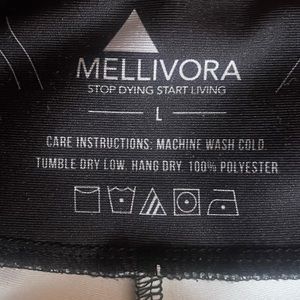 MELLIVORA
STOP DYING START LIVING
L
CARE INSTRUCTIONS: MACHINE WASH COLD.
TUMBLE DRY LOW. HANG DRY. 100% POLYESTER